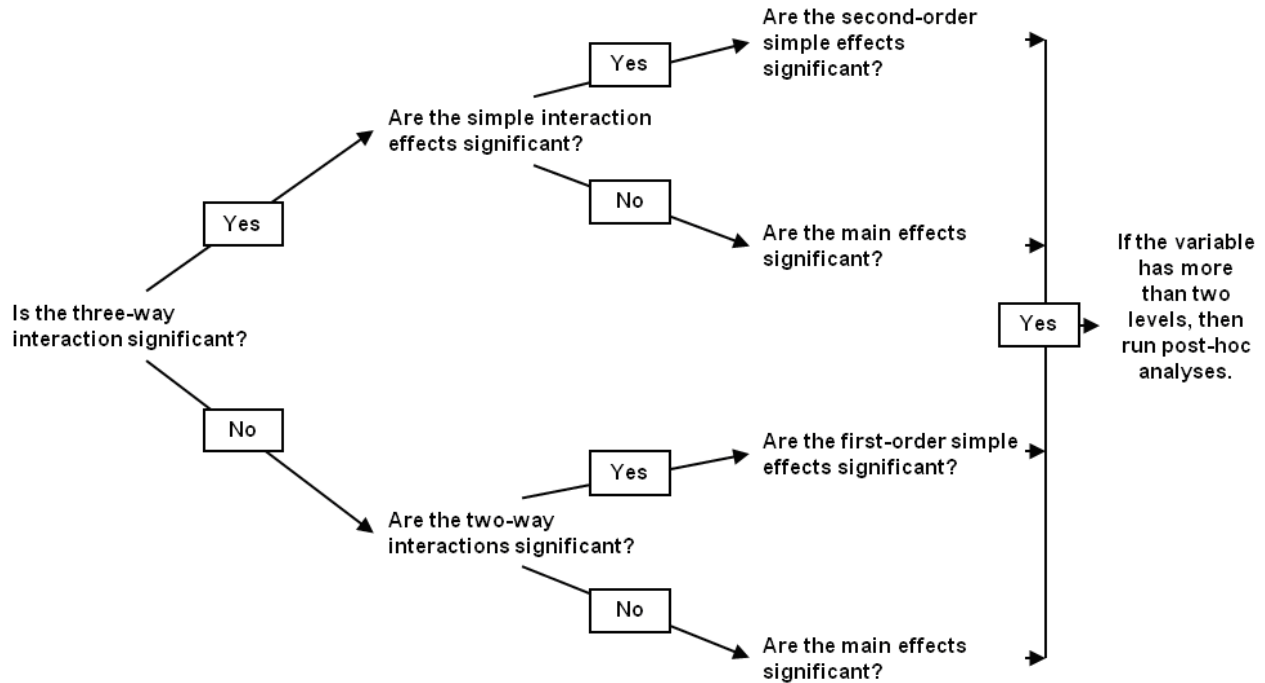 Is the three-way
interaction significant?
Yes
Are the simple interaction
effects significant?
Yes
Are the second-order
simple effects
significant?
No
Are the main effects
significant?
No
Are the two-way
interactions significant?
Yes
Are the first-order simple
effects significant?
No
Are the main effects
significant?
Yes
If the variable
has more
than two
levels, then
run post-hoc
analyses.